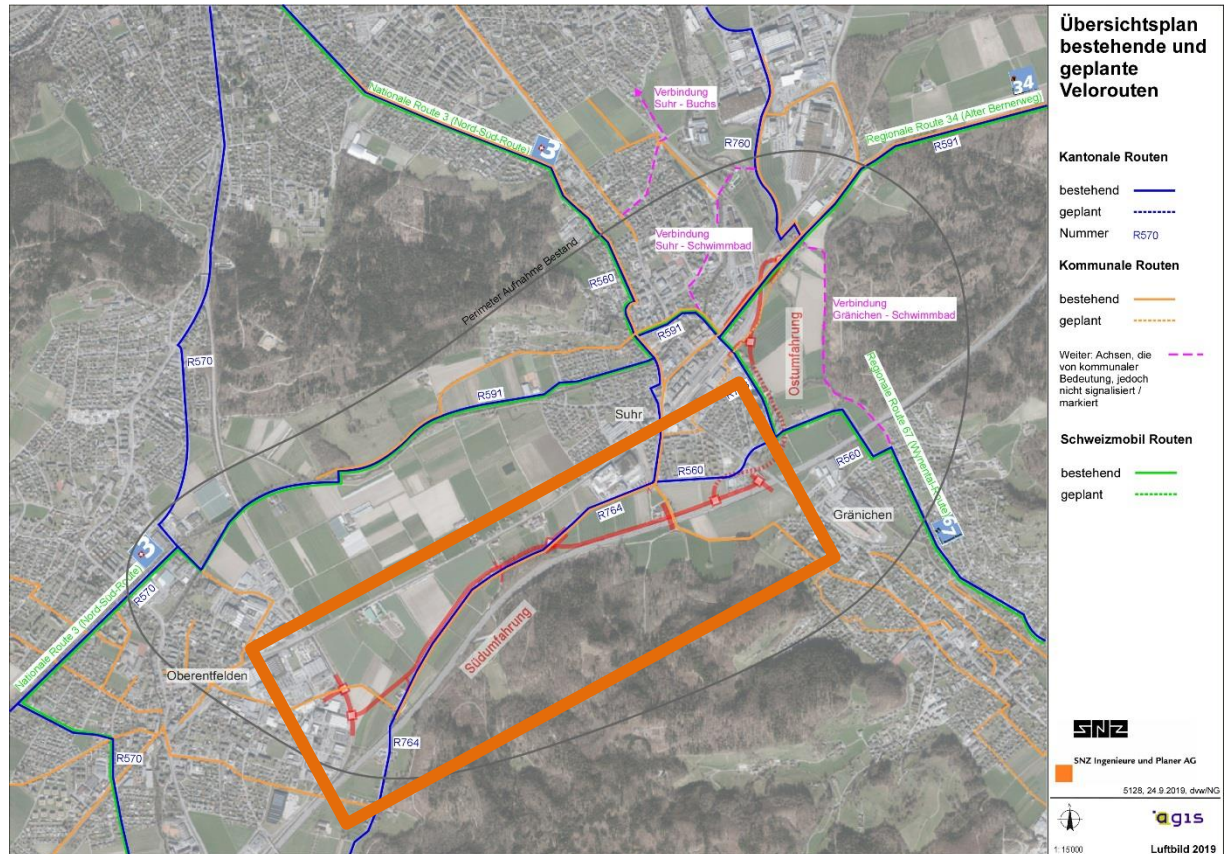 Übersichtsplan
bestehende und
geplante
Velorouten
Kantonale Routen
bestehend
geplant
Nummer R570
Kommunale Routen
bestehend
geplant
Weiter: Achsen, die
von kommunaler
Bedeutung, jedoch
nicht signalisiert /
markiert
Schweizmobil Routen
bestehend
geplant
SNZ
SNZ Ingenieure und Planer AG
5128, 24.9.2019, dvw/NG
agis
1: 15000
Luftbild 2019
Nationale Route 3 (Nord-Süd-Route)
3
Verbindung
Suhr - Buchs
R760
Regionale Route 34 (Alter Bernerweg)
34
R591
Verbindung
Suhr - Schwimmbad
Perimeter Aufnahme Bestand
R560
Verbindung
Gränichen - Schwimmbad
R591
Ostumfahrung
R570
R591
Suhr
Regionale Route 67 (Wynental-Route)
67
R560
R560
R764
Gränichen
3
Nationale Route 3 (Nord-Süd-Route)
R570
Südumfahrung
Oberentfelden
R764
R570